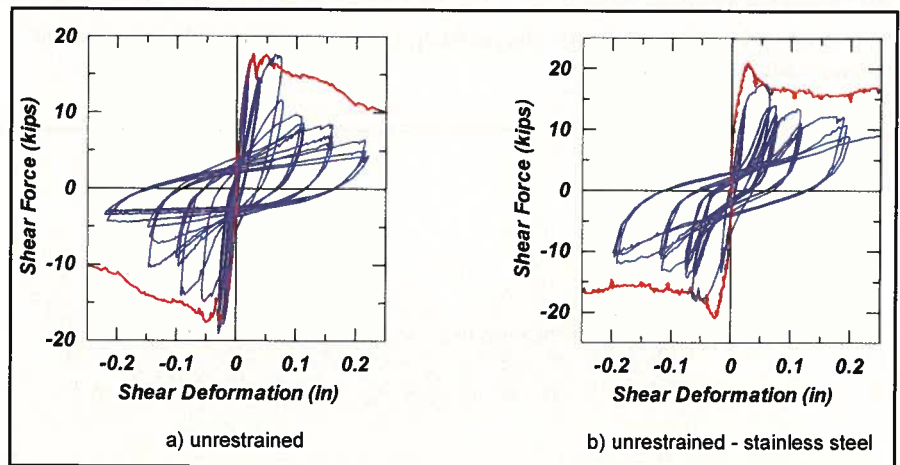 20
10
0
-10
-20
Shear Force (kips)
-0.2 -0.1 0 0.1 0.2
Shear Deformation (in)
a) unrestrained
20
10
0
-10
-20
Shear Force (kips)
-0.2 -0.1 0 0.1 0.2
Shear Deformation (in)
b) unrestrained - stainless steel